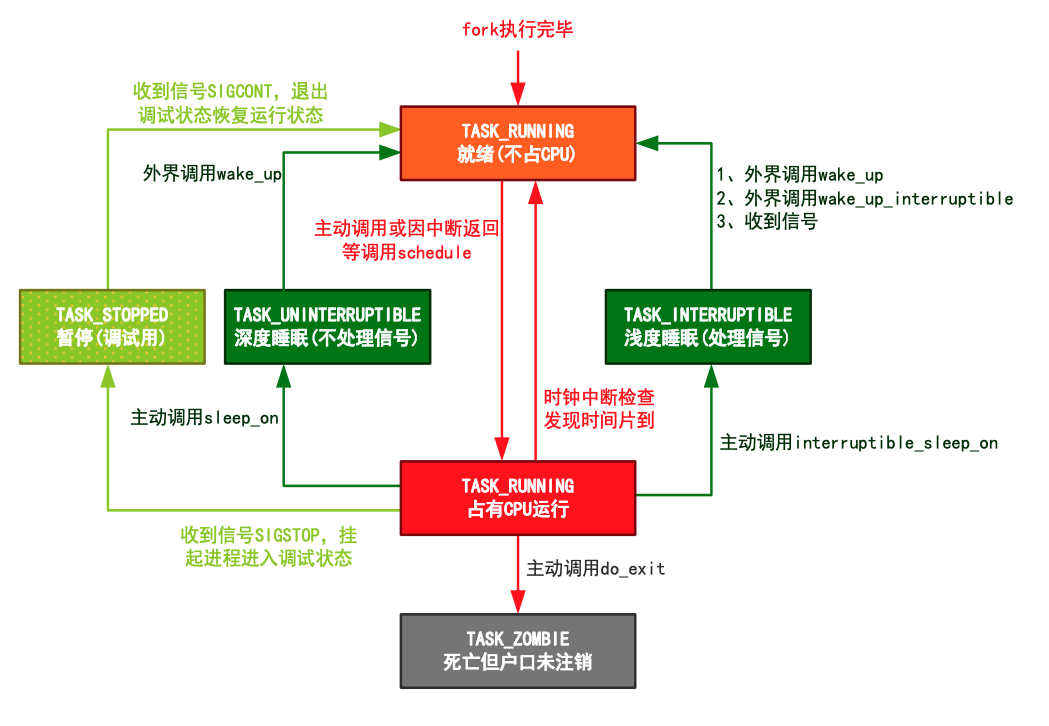 fork执行完毕
收到信号SIGCONT, 退出
调试状态恢复运行状态
TASK_RUNNING
就绪(不占CPU)
外界调用wake_up
1、外界调用wake_up
2、外界调用wake_up_interruptible
3、收到信号
主动调用或因中断返回
等调用schedule
TASK_STOPPED
暂停(调试用)
TASK_UNINTERRUPTIBLE
深度睡眠(不处理信号)
TASK_INTERRUPTIBLE
浅度睡眠(处理信号)
时钟中断检查
发现时间片到
主动调用sleep_on
主动调用interruptible_sleep_on
TASK_RUNNING
占有CPU运行
收到信号SIGSTOP, 挂
起进程进入调试状态
主动调用do_exit
TASK_ZOMBIE
死亡但户口未注销